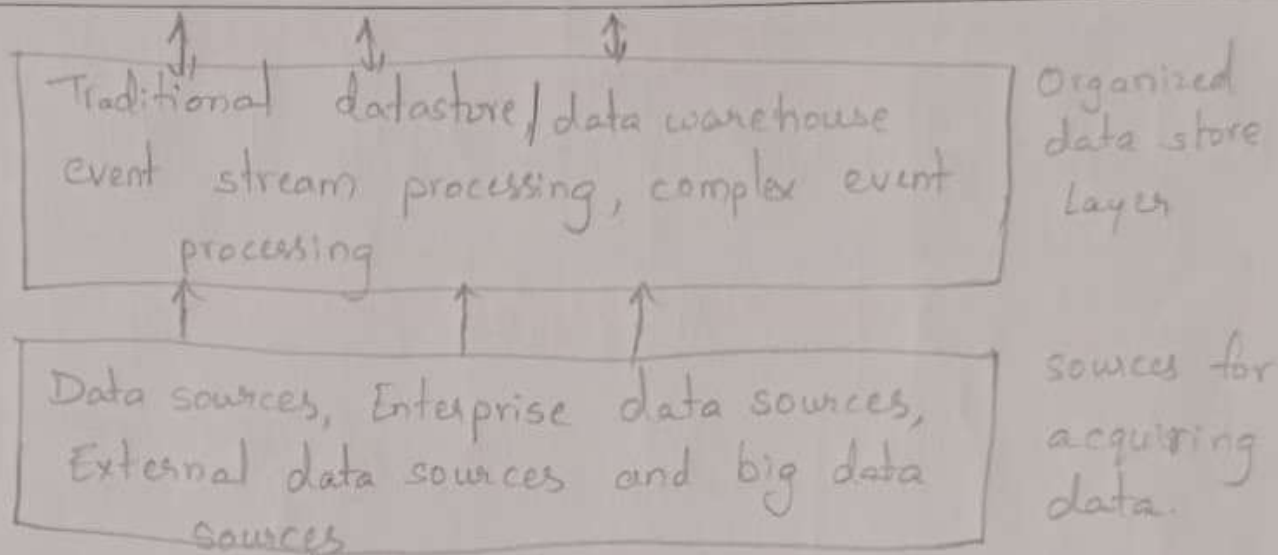 Traditional datastore/data warehouse
event stream processing, complex event
processing
Organized
data store
Layer
Data sources, Enterprise data sources,
External data sources and big data
sources
sources for
acquiring
data.